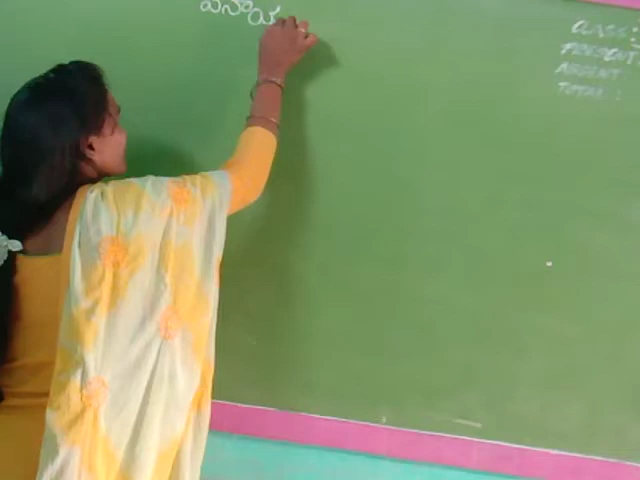 CLASS :
PRESENT :
ABSENT
TOTAL :